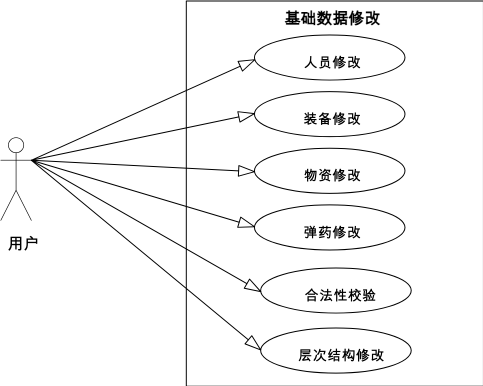 基础数据修改
人员修改
装备修改
物资修改
弹药修改
用户
合法性校验
层次结构修改